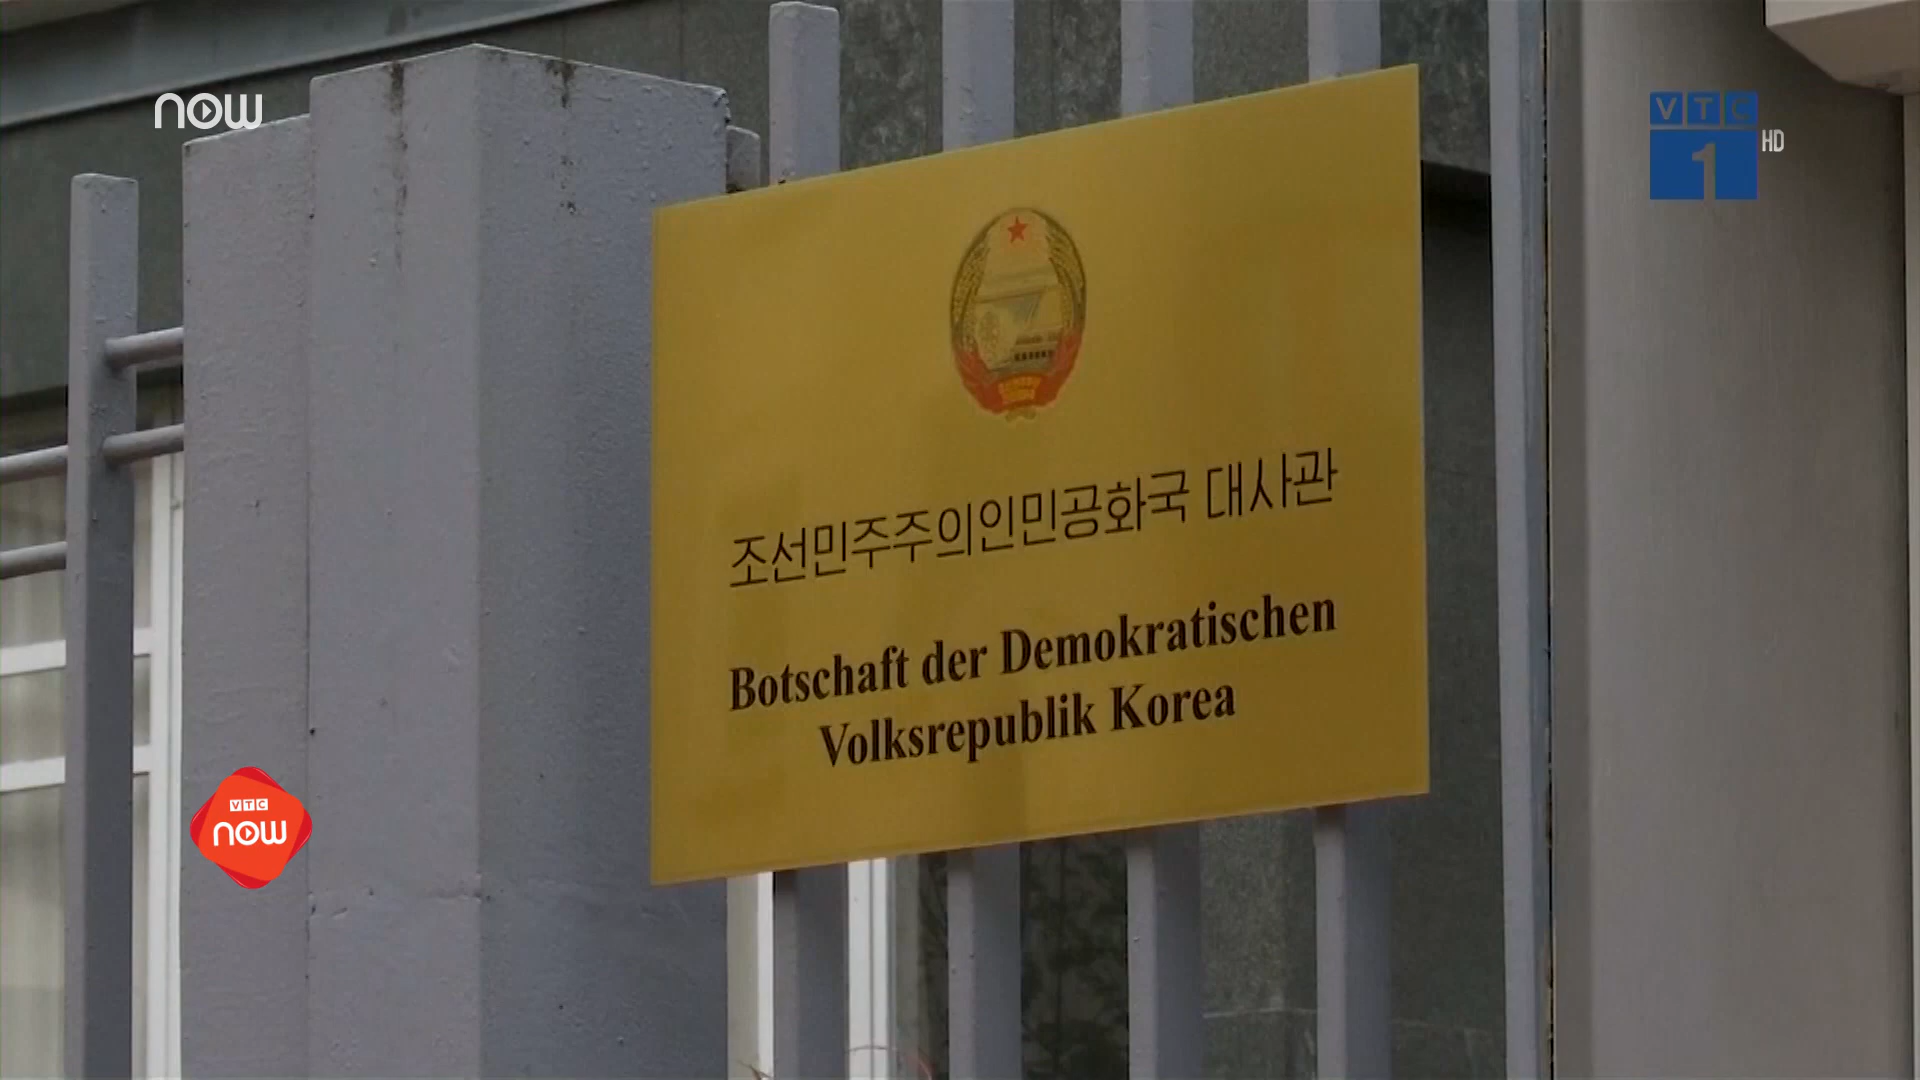 now
VTC
1 HD
조선민주주의인민공화국 대사관
Botschaft der Demokratischen
Volksrepublik Korea
VTC
now